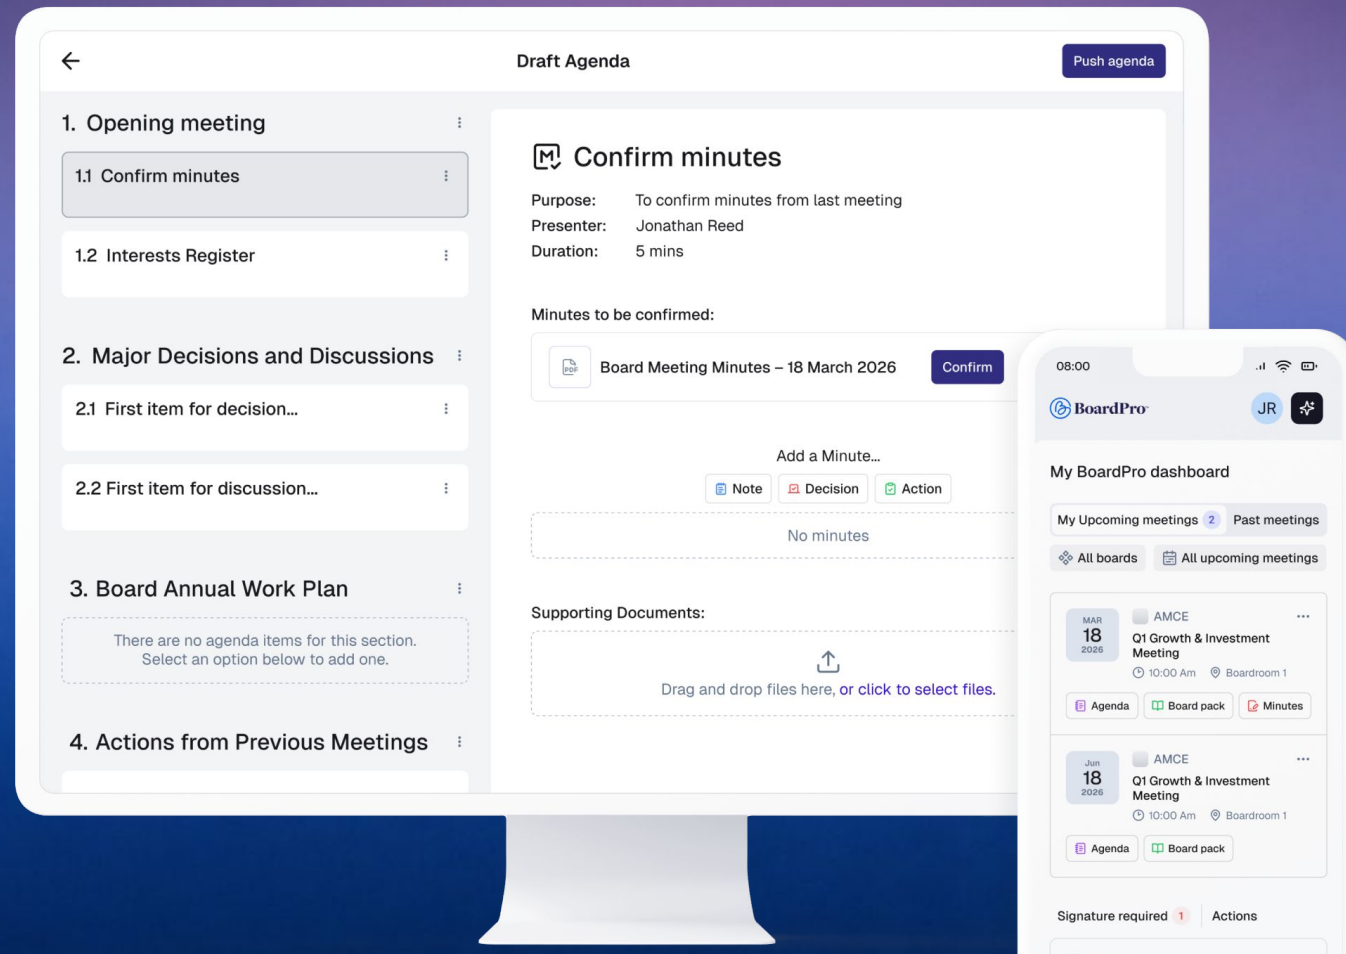 Draft Agenda
Push agenda
1. Opening meeting
1.1 Confirm minutes
1.2 Interests Register
2. Major Decisions and Discussions
2.1 First item for decision...
2.2 First item for discussion...
3. Board Annual Work Plan
There are no agenda items for this section.
Select an option below to add one.
4. Actions from Previous Meetings
Confirm minutes
Purpose: To confirm minutes from last meeting
Presenter: Jonathan Reed
Duration: 5 mins
Minutes to be confirmed:
PDF Board Meeting Minutes – 18 March 2026 Confirm
Add a Minute...
Note Decision Action
No minutes
Supporting Documents:
Drag and drop files here, or click to select files.
08:00
BoardPro
JR
My BoardPro dashboard
My Upcoming meetings 2 Past meetings
All boards All upcoming meetings
MAR
18
2026
AMCE
Q1 Growth & Investment
Meeting
10:00 Am Boardroom 1
Agenda Board pack Minutes
Jun
18
2026
AMCE
Q1 Growth & Investment
Meeting
10:00 Am Boardroom 1
Agenda Board pack
Signature required 1 Actions